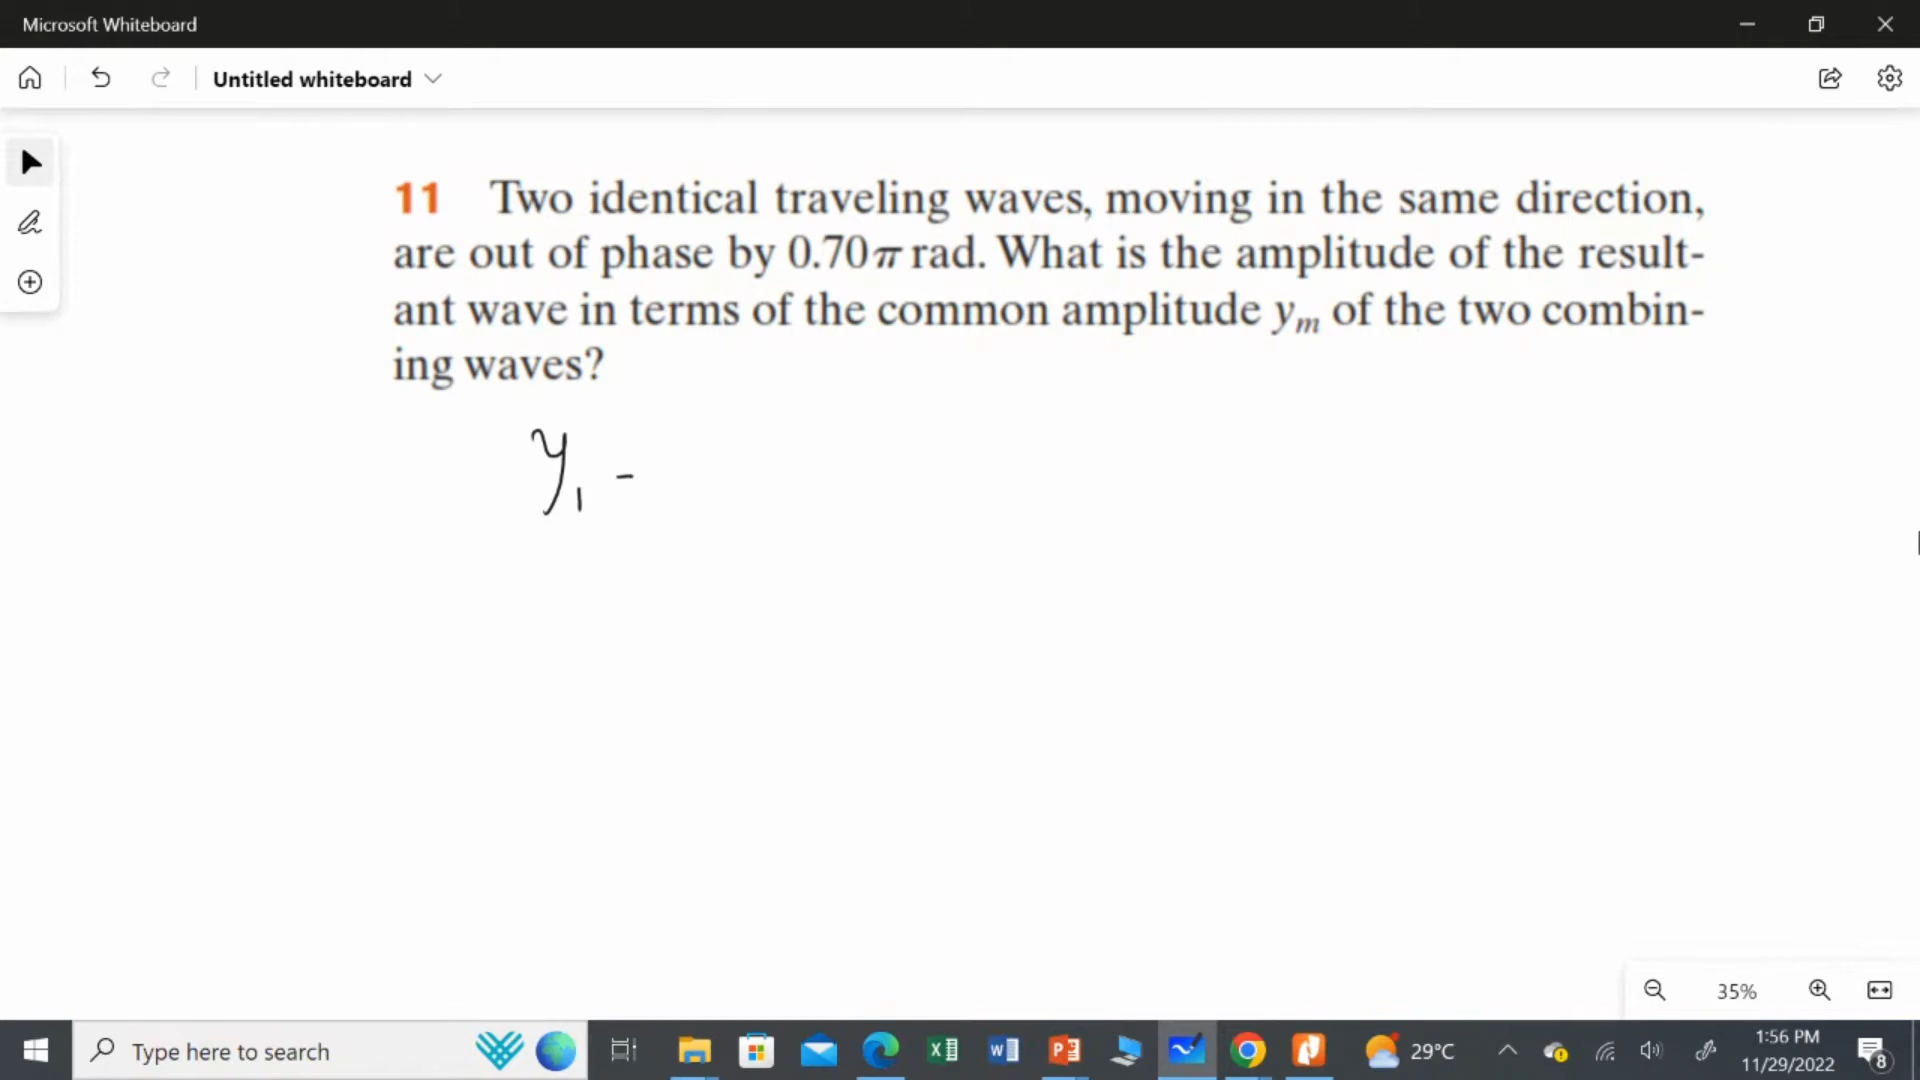 Microsoft Whiteboard
Untitled whiteboard
11 Two identical traveling waves, moving in the same direction,
are out of phase by 0.70π rad. What is the amplitude of the result-
ant wave in terms of the common amplitude yₘ of the two combin-
ing waves?
y₁ -
35%
Type here to search
29°C
1:56 PM
11/29/2022
8